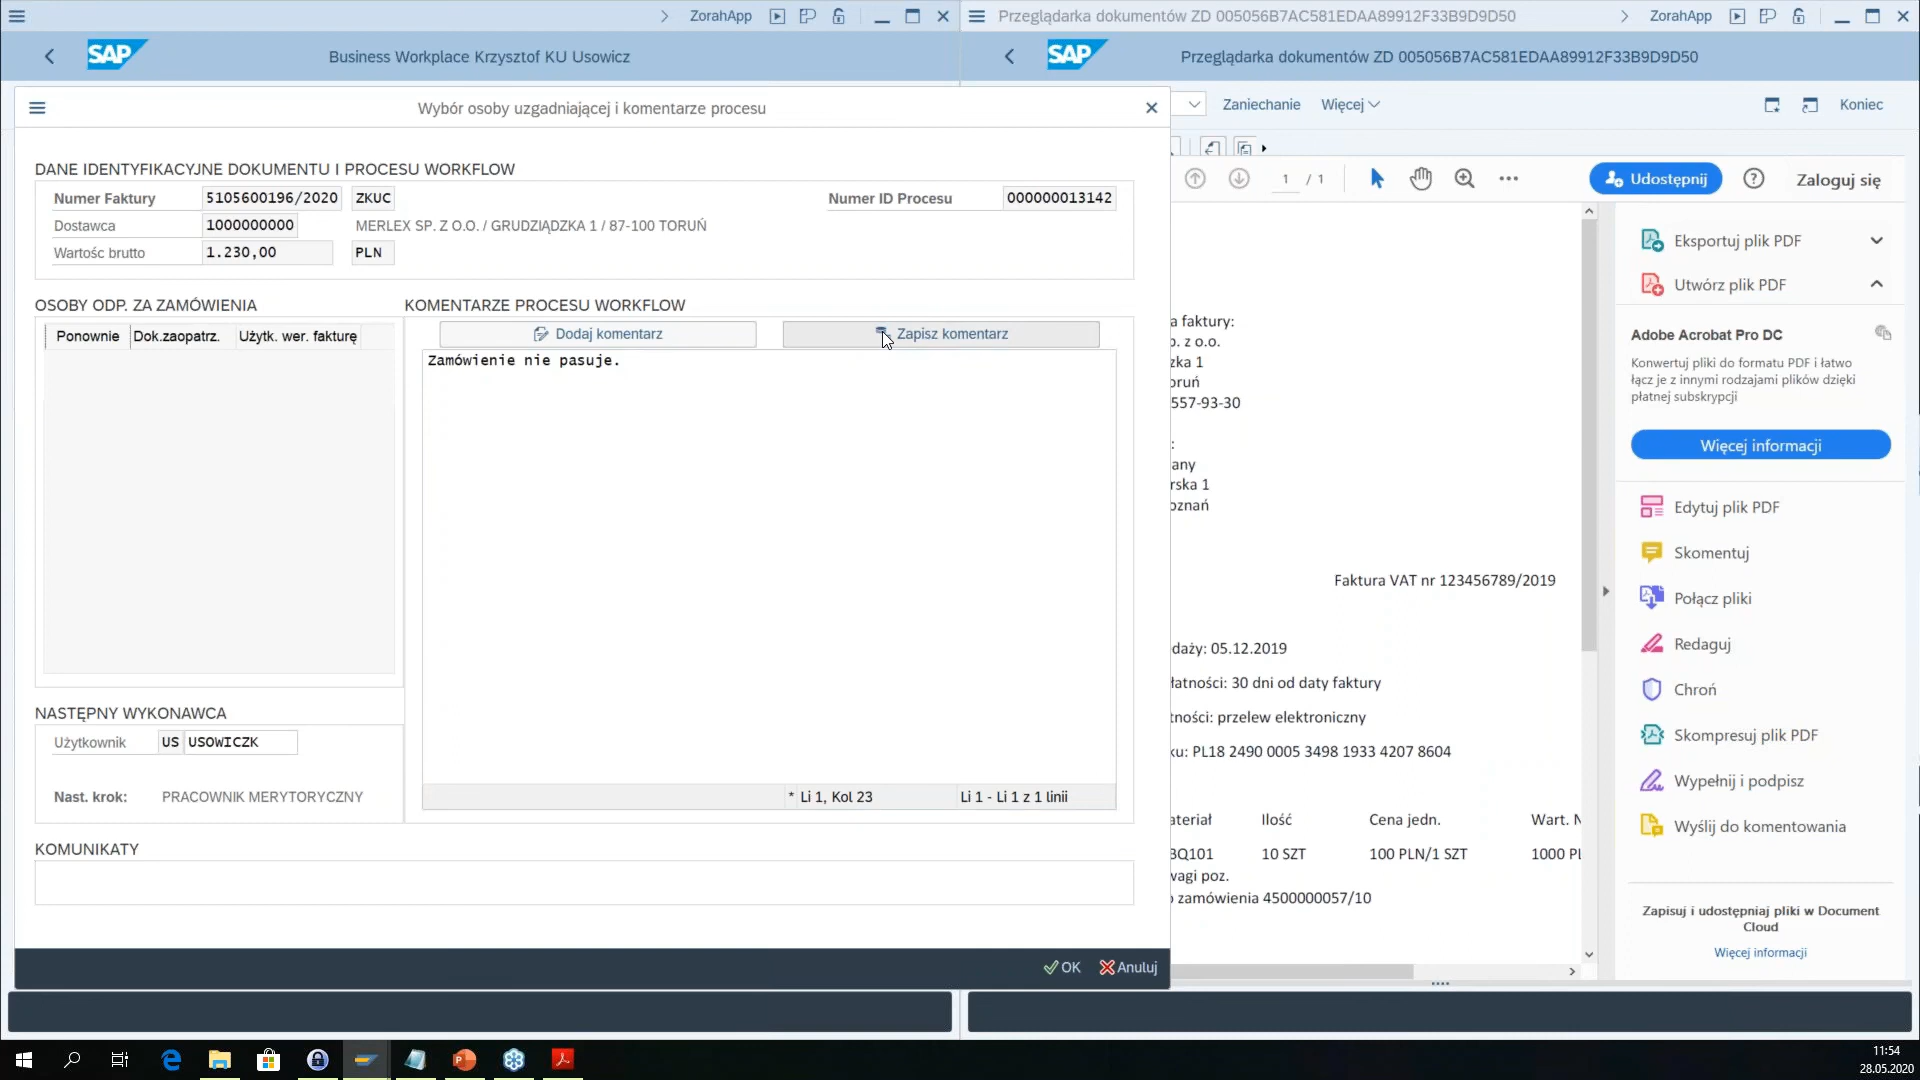 ZorahApp
Przeglądarka dokumentów ZD 005056B7AC581EDAA89912F33B9D9D50
ZorahApp
SAP
Business Workplace Krzysztof KU Usowicz
SAP
Przeglądarka dokumentów ZD 005056B7AC581EDAA89912F33B9D9D50
Wybór osoby uzgadniającej i komentarze procesu
Zaniechanie
Więcej
Koniec
DANE IDENTYFIKACYJNE DOKUMENTU I PROCESU WORKFLOW
Numer Faktury 5105600196/2020 ZKUC
Numer ID Procesu 000000013142
Dostawca 1000000000 MERLEX SP. Z O.O. / GRUDZIĄDZKA 1 / 87-100 TORUŃ
Wartośc brutto 1.230,00 PLN
OSOBY ODP. ZA ZAMÓWIENIA
Ponownie Dok.zaopatrz. Użytk. wer. fakturę
KOMENTARZE PROCESU WORKFLOW
Dodaj komentarz
Zapisz komentarz
Zamówienie nie pasuje.
* Li 1, Kol 23
Li 1 - Li 1 z 1 linii
NASTĘPNY WYKONAWCA
Użytkownik US USOWICZK
Nast. krok: PRACOWNIK MERYTORYCZNY
KOMUNIKATY
OK
Anuluj
1 / 1
Udostępnij
Zaloguj się
a faktury:
o. z o.o.
zka 1
oruń
557-93-30
:
any
rska 1
oznań
Faktura VAT nr 123456789/2019
daży: 05.12.2019
łatności: 30 dni od daty faktury
tności: przelew elektroniczny
ku: PL18 2490 0005 3498 1933 4207 8604
ateriał Ilość Cena jedn. Wart. N
BQ101 10 SZT 100 PLN/1 SZT 1000 PL
wagi poz.
o zamówienia 4500000057/10
Eksportuj plik PDF
Utwórz plik PDF
Adobe Acrobat Pro DC
Konwertuj pliki do formatu PDF i łatwo
łącz je z innymi rodzajami plików dzięki
płatnej subskrypcji
Więcej informacji
Edytuj plik PDF
Skomentuj
Połącz pliki
Redaguj
Chroń
Skompresuj plik PDF
Wypełnij i podpisz
Wyślij do komentowania
Zapisuj i udostępniaj pliki w Document
Cloud
Więcej informacji
11:54
28.05.2020